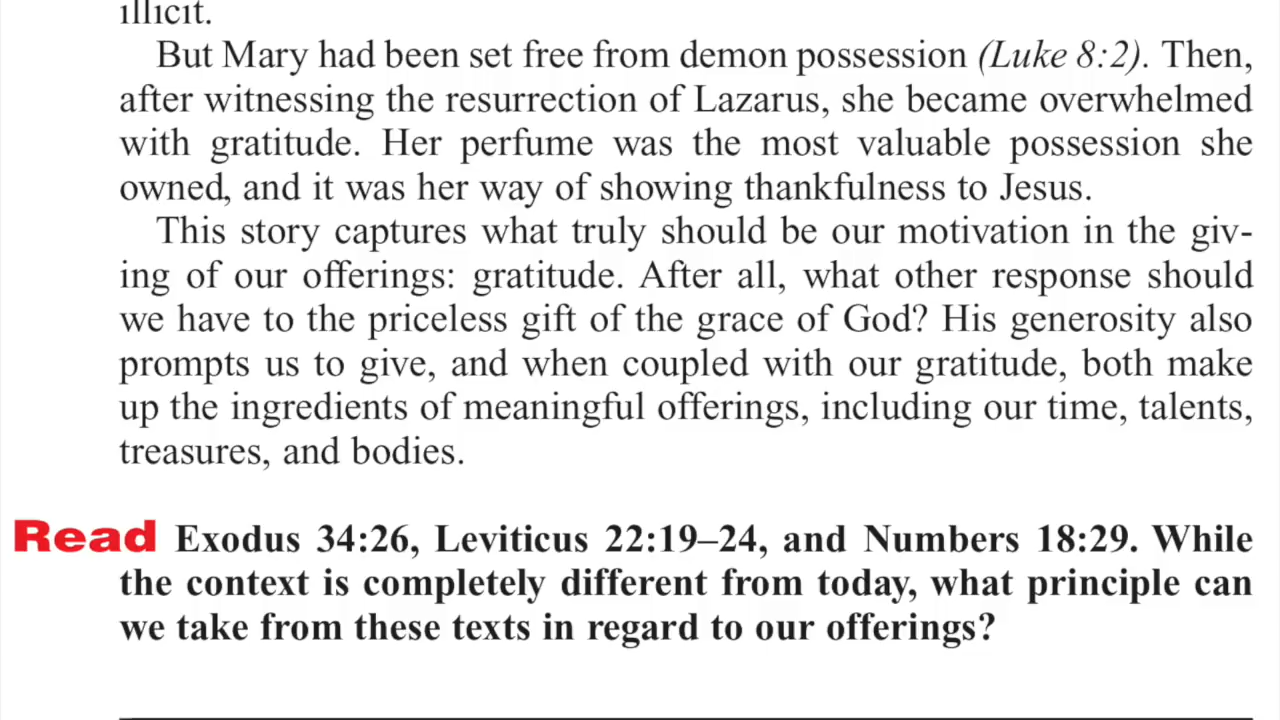 illicit.
But Mary had been set free from demon possession (Luke 8:2). Then,
after witnessing the resurrection of Lazarus, she became overwhelmed
with gratitude. Her perfume was the most valuable possession she
owned, and it was her way of showing thankfulness to Jesus.
This story captures what truly should be our motivation in the giv-
ing of our offerings: gratitude. After all, what other response should
we have to the priceless gift of the grace of God? His generosity also
prompts us to give, and when coupled with our gratitude, both make
up the ingredients of meaningful offerings, including our time, talents,
treasures, and bodies.
Read Exodus 34:26, Leviticus 22:19–24, and Numbers 18:29. While
the context is completely different from today, what principle can
we take from these texts in regard to our offerings?